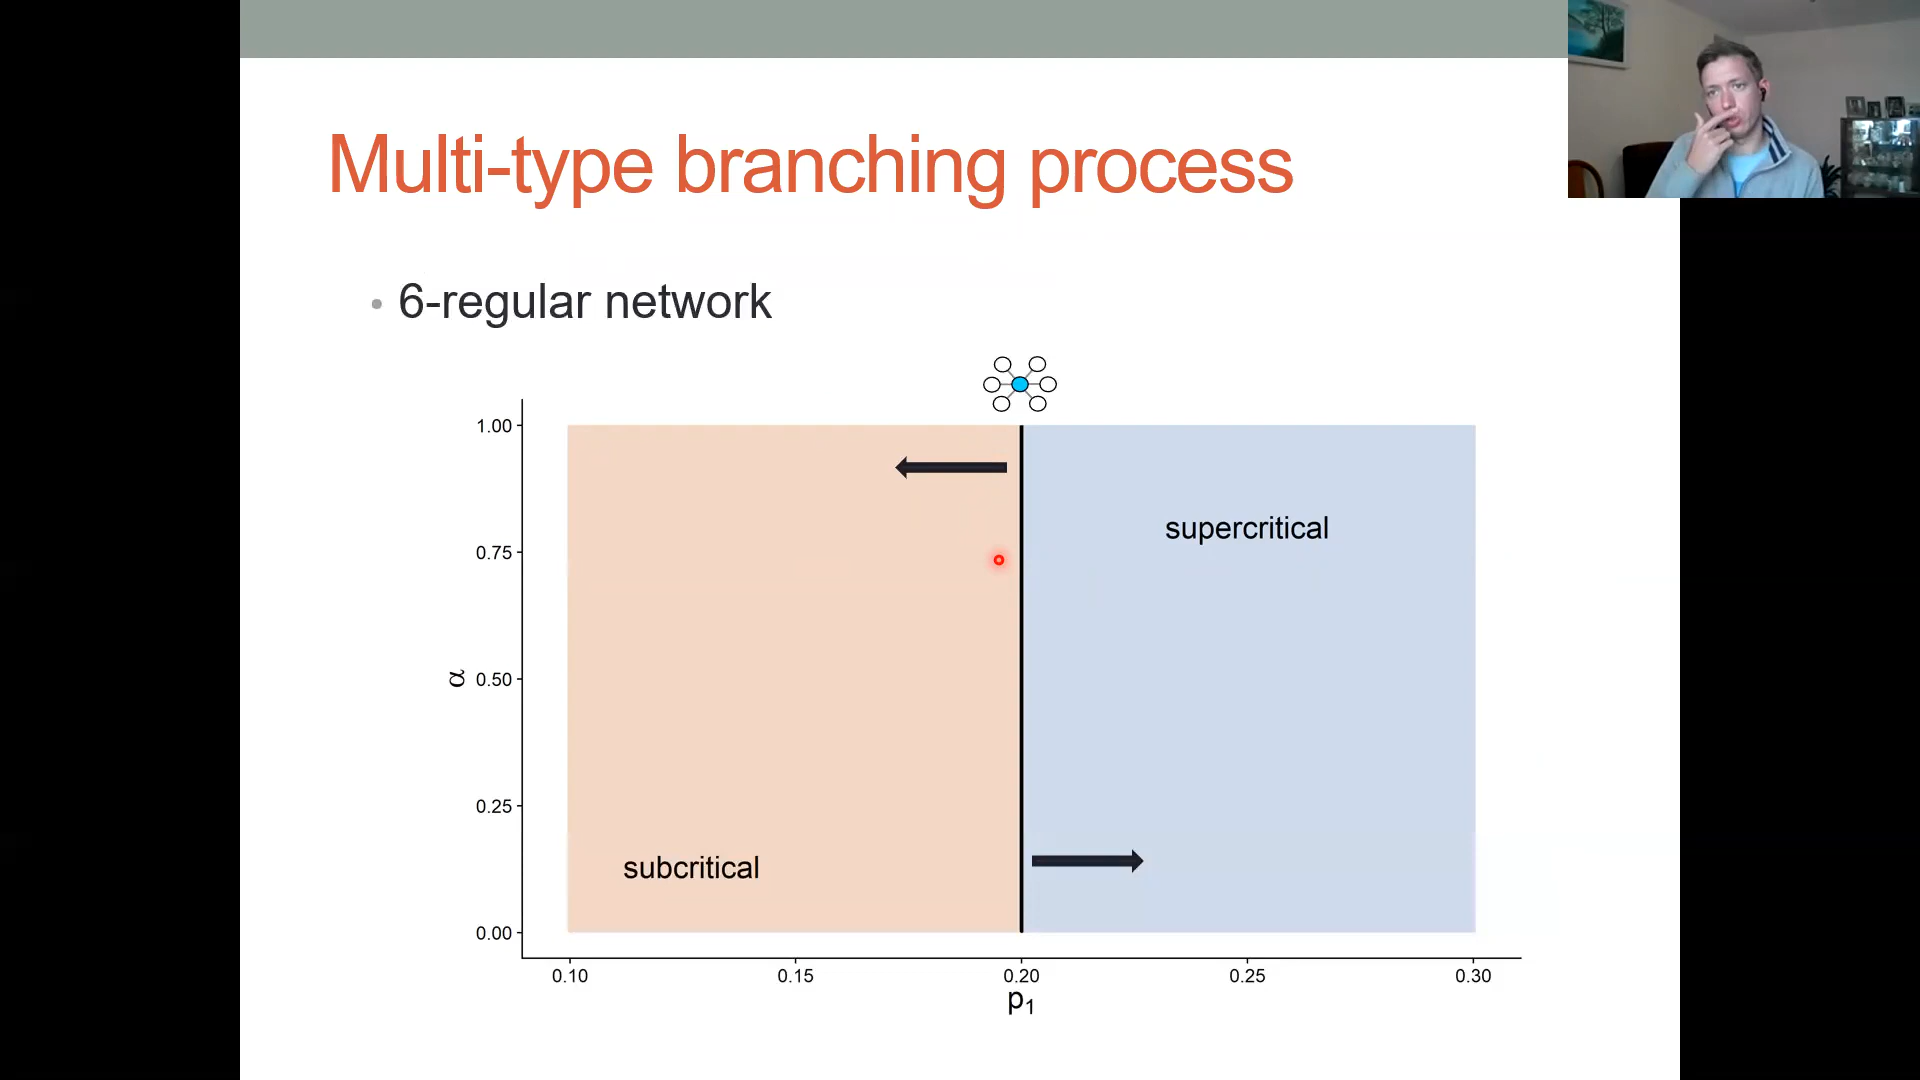 Multi-type branching process
• 6-regular network
1.00
0.75
α 0.50
0.25
0.00
supercritical
subcritical
0.10 0.15 0.20 0.25 0.30
p₁